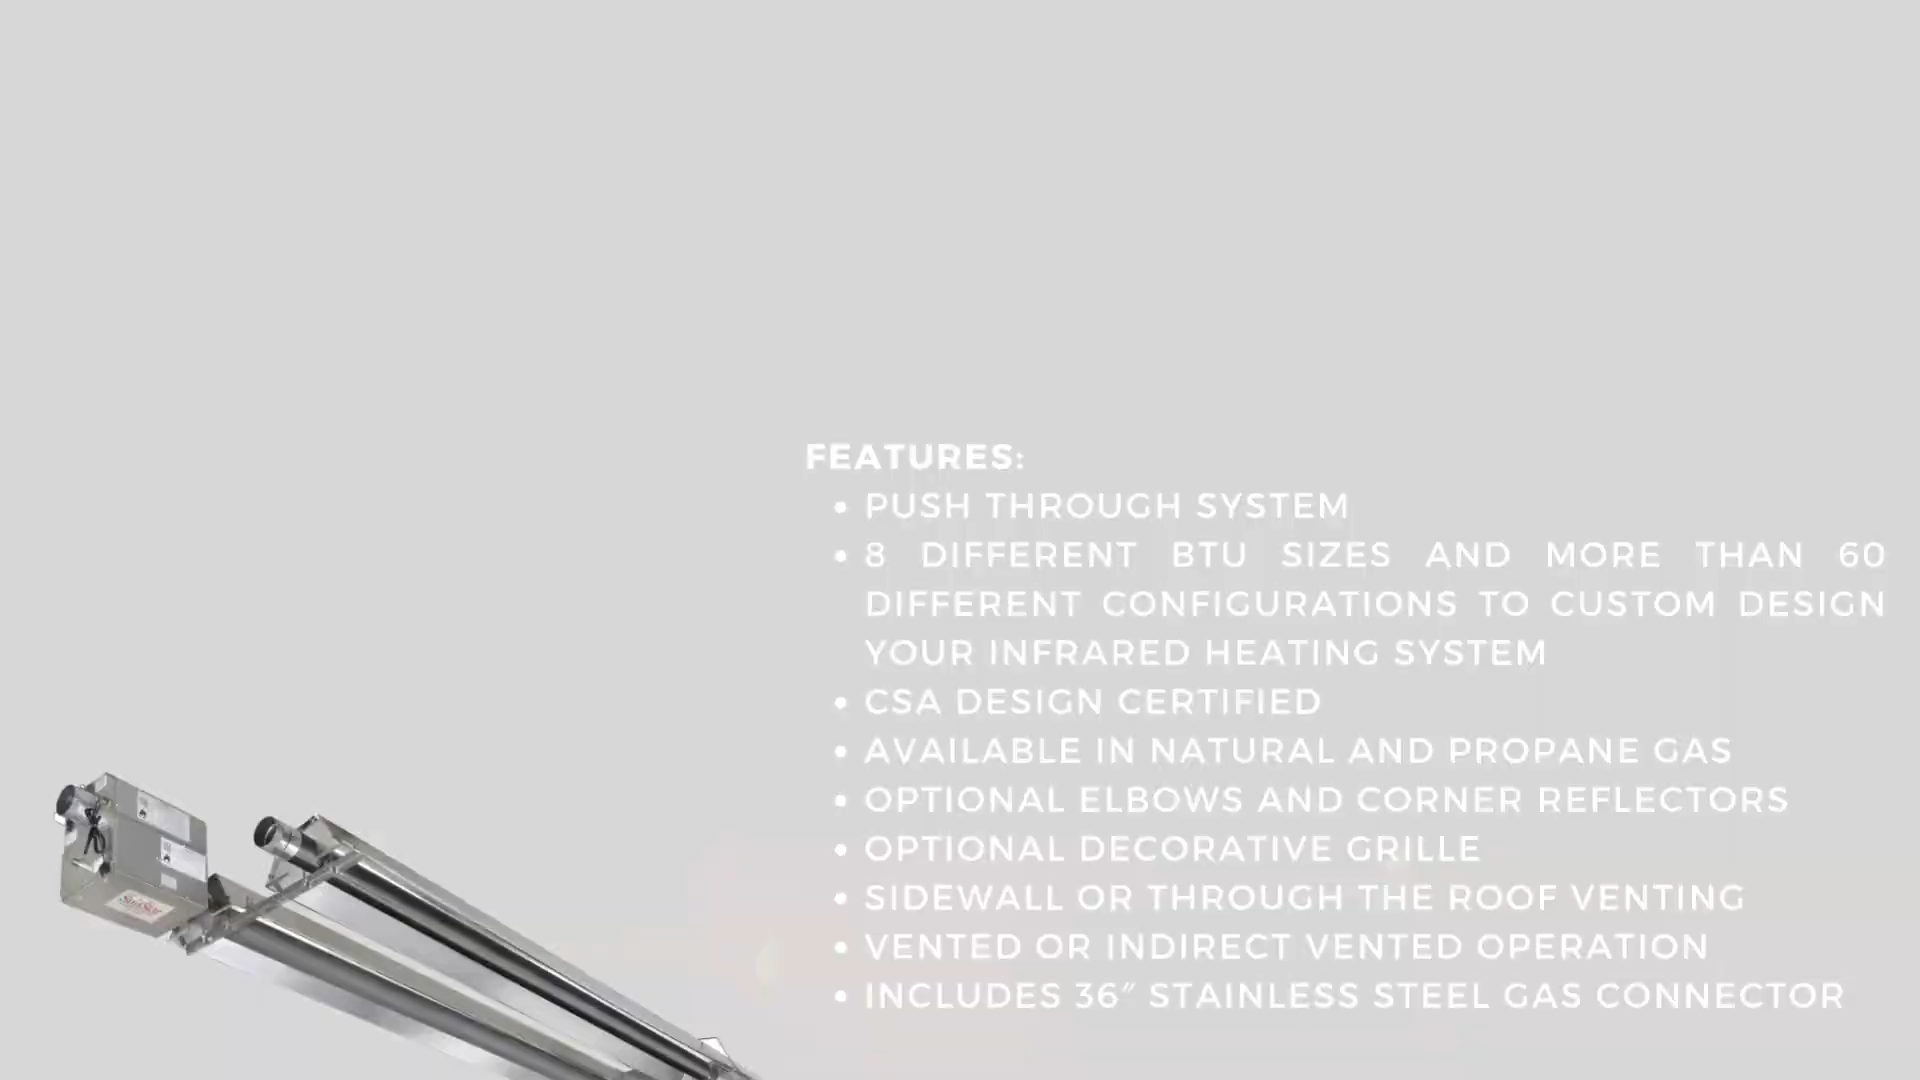 FEATURES:
• PUSH THROUGH SYSTEM
• 8 DIFFERENT BTU SIZES AND MORE THAN 60
DIFFERENT CONFIGURATIONS TO CUSTOM DESIGN
YOUR INFRARED HEATING SYSTEM
• CSA DESIGN CERTIFIED
• AVAILABLE IN NATURAL AND PROPANE GAS
• OPTIONAL ELBOWS AND CORNER REFLECTORS
• OPTIONAL DECORATIVE GRILLE
• SIDEWALL OR THROUGH THE ROOF VENTING
• VENTED OR INDIRECT VENTED OPERATION
• INCLUDES 36″ STAINLESS STEEL GAS CONNECTOR